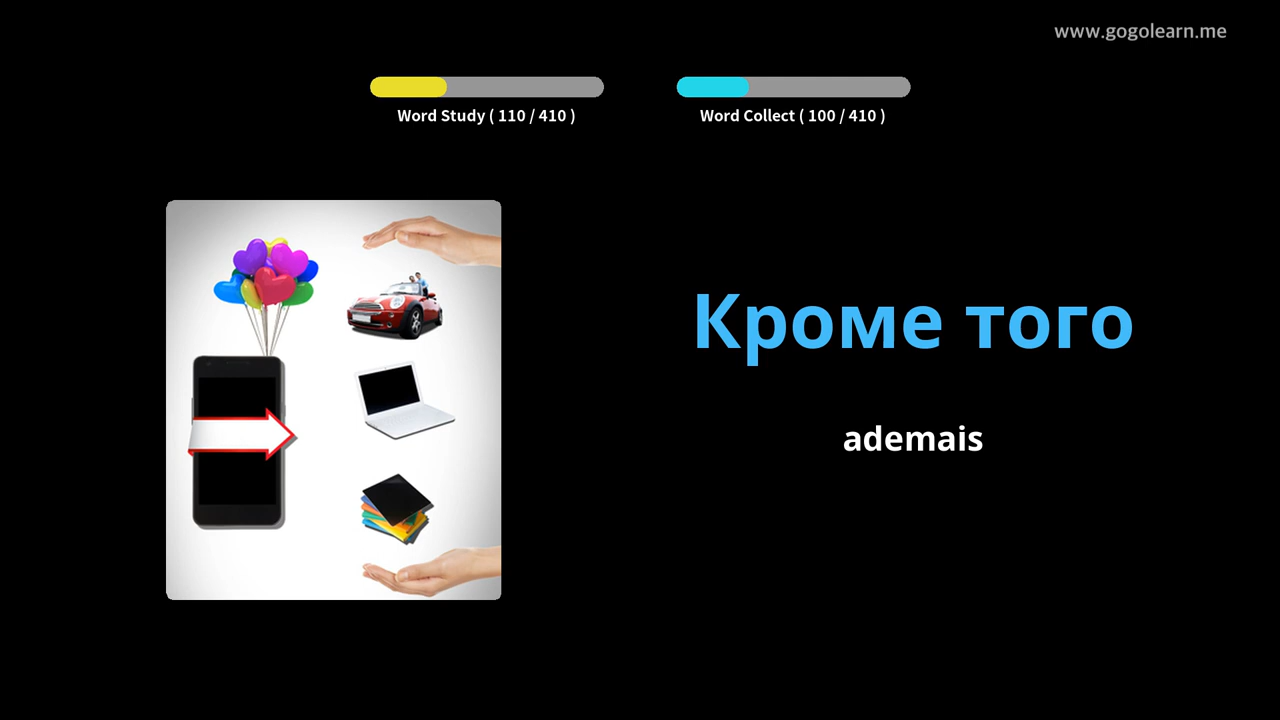 www.gogolearn.me
Word Study ( 110 / 410 )
Word Collect ( 100 / 410 )
Кроме того
ademais